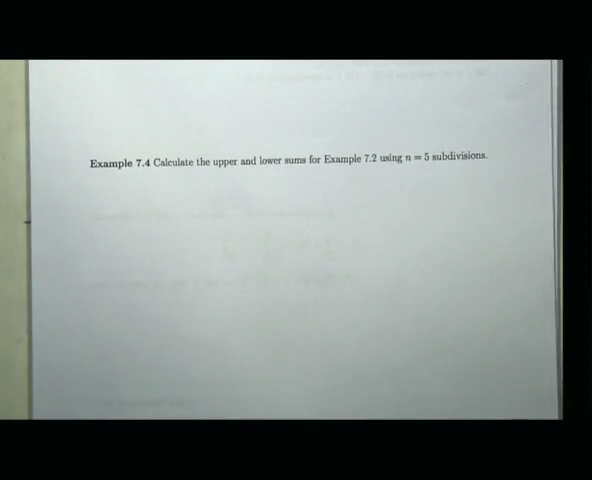 Example 7.4 Calculate the upper and lower sums for Example 7.2 using n = 5 subdivisions.